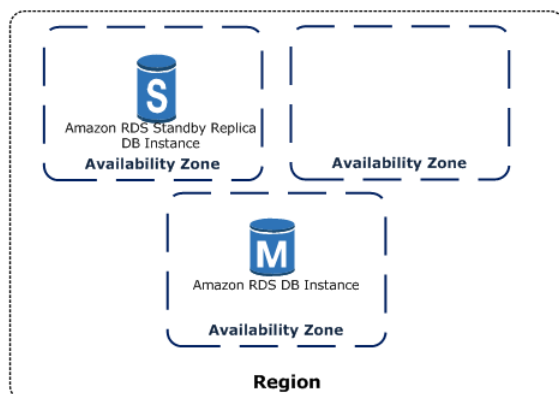 S
Amazon RDS Standby Replica
DB Instance
Availability Zone
Availability Zone
M
Amazon RDS DB Instance
Availability Zone
Region